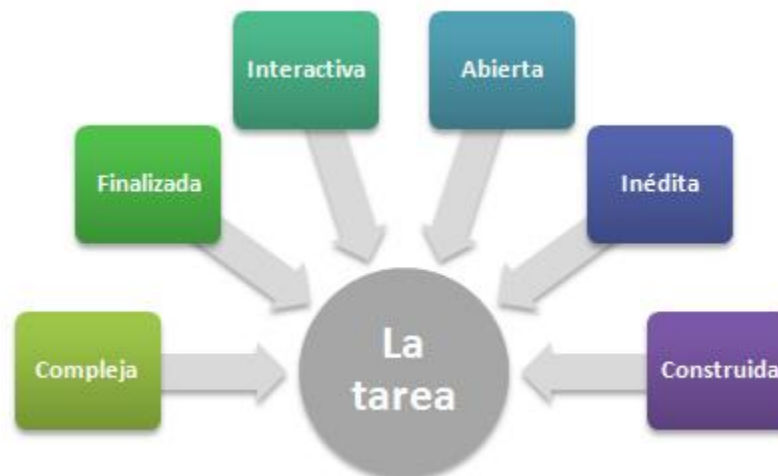 Interactiva
Abierta
Finalizada
Inédita
Compleja
La
tarea
Construida